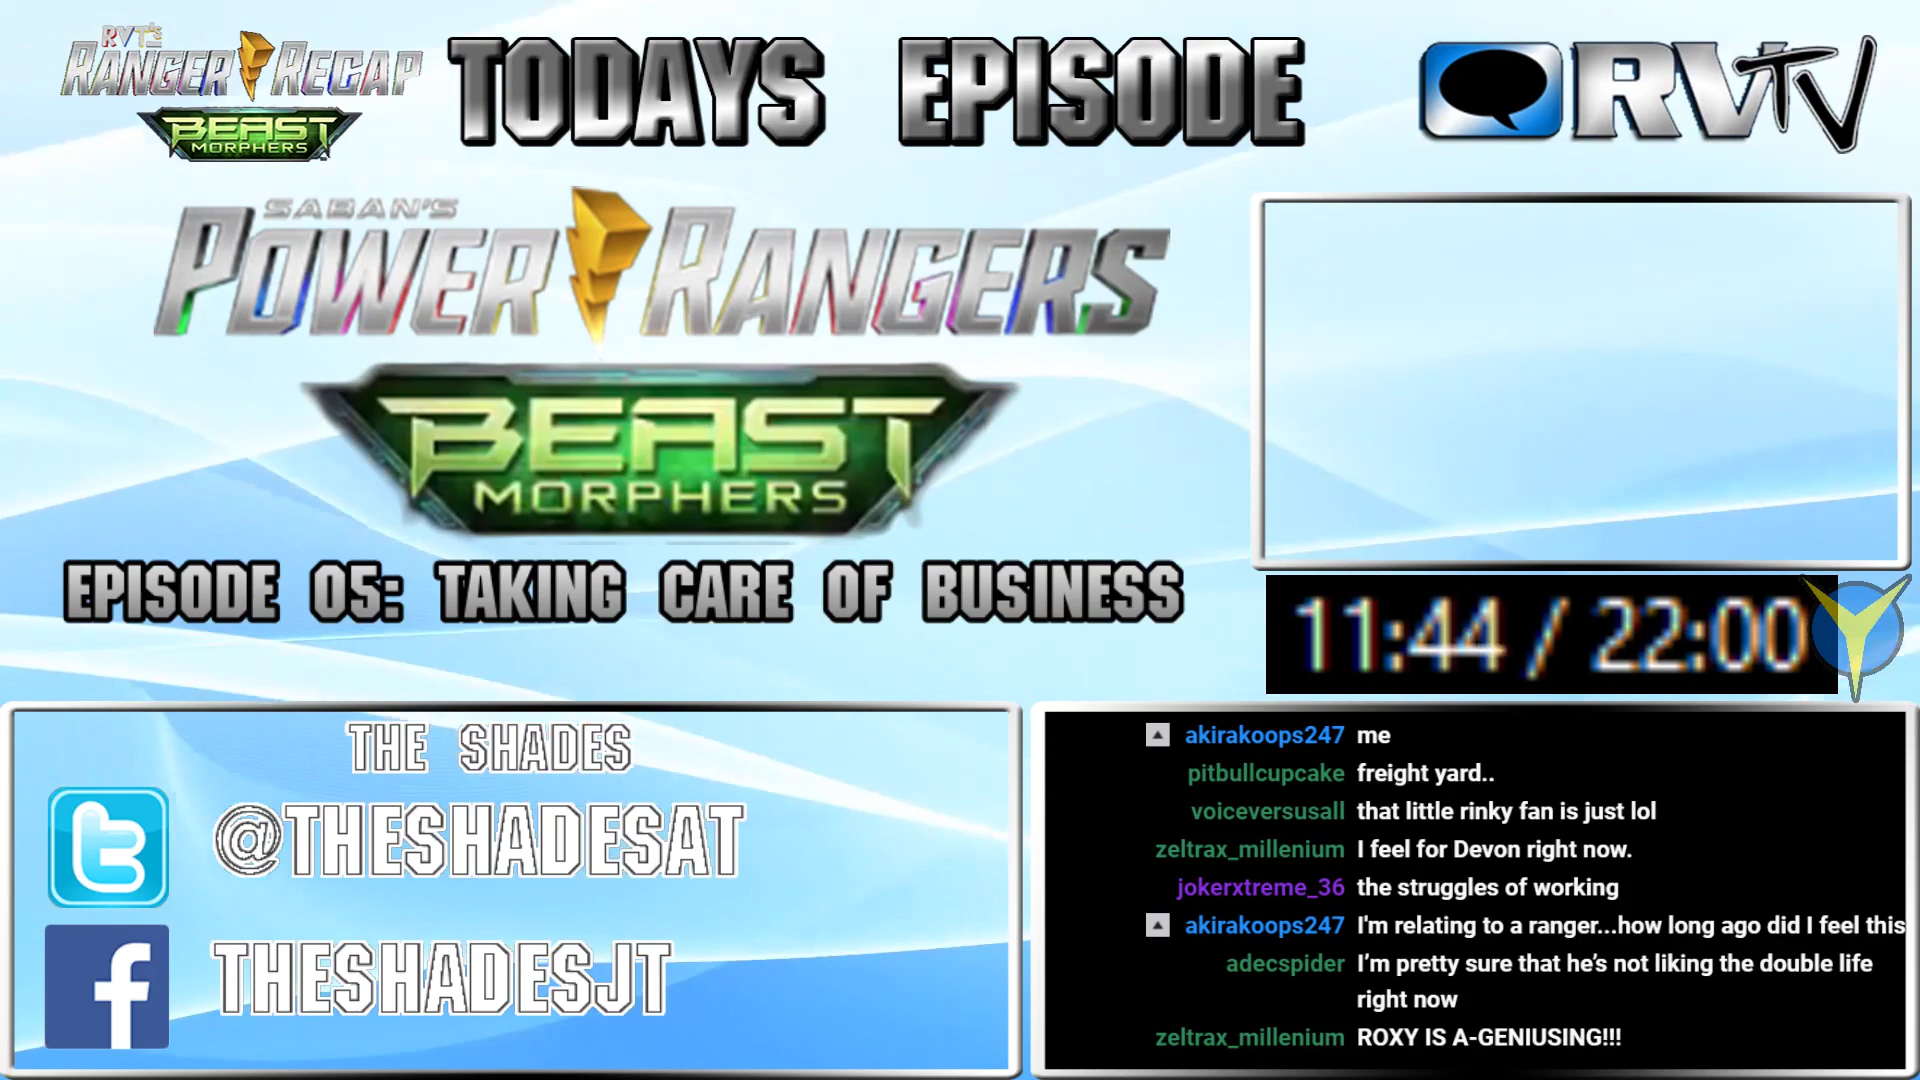 RVT's
RANGER RECAP
BEAST
MORPHERS
TODAYS EPISODE
RVTV
SABAN'S
POWER RANGERS
BEAST
MORPHERS
EPISODE 05: TAKING CARE OF BUSINESS
11:44 / 22:00
THE SHADES
@THESHADESAT
THESHADESJT
akirakoops247 me
pitbullcupcake freight yard..
voiceversusall that little rinky fan is just lol
zeltrax_millenium I feel for Devon right now.
jokerxtreme_36 the struggles of working
akirakoops247 I'm relating to a ranger...how long ago did I feel this
adecspider I’m pretty sure that he’s not liking the double life
right now
zeltrax_millenium ROXY IS A-GENIUSING!!!